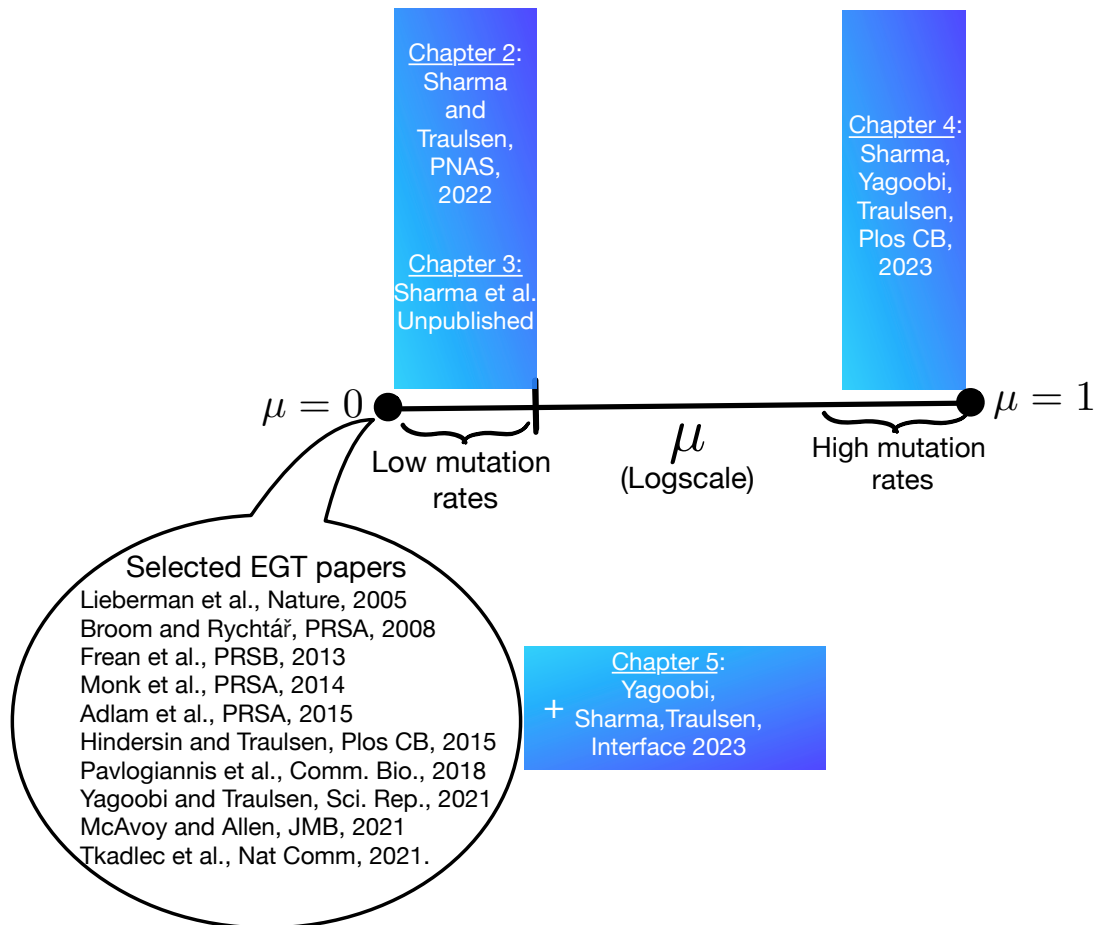 Chapter 2:
Sharma
and
Traulsen,
PNAS,
2022
Chapter 3:
Sharma et al.
Unpublished
Chapter 4:
Sharma,
Yagoobi,
Traulsen,
Plos CB,
2023
μ = 0
μ = 1
Low mutation
rates
μ
(Logscale)
High mutation
rates
Selected EGT papers
Lieberman et al., Nature, 2005
Broom and Rychtář, PRSA, 2008
Frean et al., PRSB, 2013
Monk et al., PRSA, 2014
Adlam et al., PRSA, 2015
Hindersin and Traulsen, Plos CB, 2015
Pavlogiannis et al., Comm. Bio., 2018
Yagoobi and Traulsen, Sci. Rep., 2021
McAvoy and Allen, JMB, 2021
Tkadlec et al., Nat Comm, 2021.
+
Chapter 5:
Yagoobi,
Sharma,Traulsen,
Interface 2023